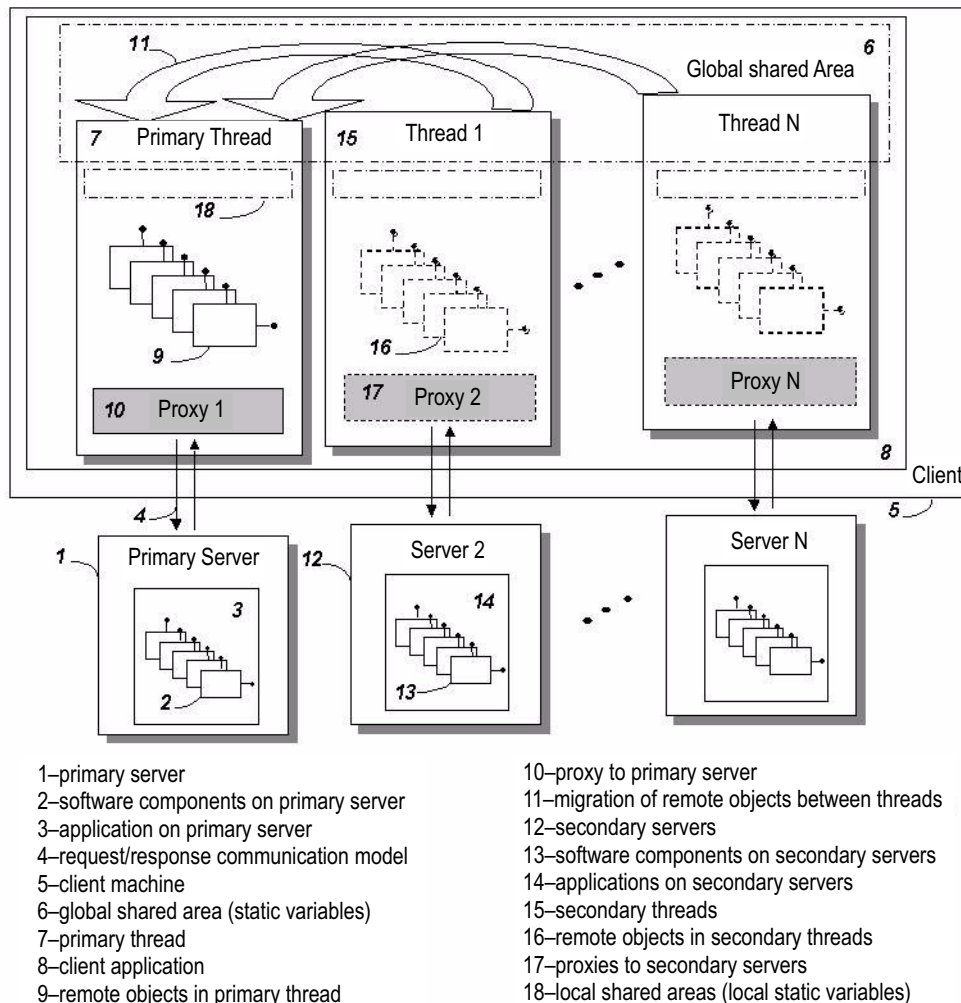 11
6
Global shared Area
7 Primary Thread
15 Thread 1
Thread N
18
9
16
10 Proxy 1
17 Proxy 2
Proxy N
8
Client
4
5
1
Primary Server
12
Server 2
Server N
3
14
2
13
1–primary server
2–software components on primary server
3–application on primary server
4–request/response communication model
5–client machine
6–global shared area (static variables)
7–primary thread
8–client application
9–remote objects in primary thread
10–proxy to primary server
11–migration of remote objects between threads
12–secondary servers
13–software components on secondary servers
14–applications on secondary servers
15–secondary threads
16–remote objects in secondary threads
17–proxies to secondary servers
18–local shared areas (local static variables)